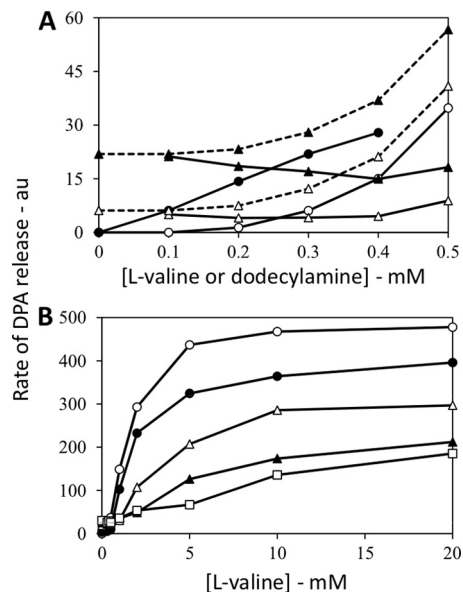 A
60
45
30
15
0
0 0.1 0.2 0.3 0.4 0.5
[L-valine or dodecylamine] - mM
Rate of DPA release - au
B
500
400
300
200
100
0
0 5 10 15 20
[L-valine] - mM